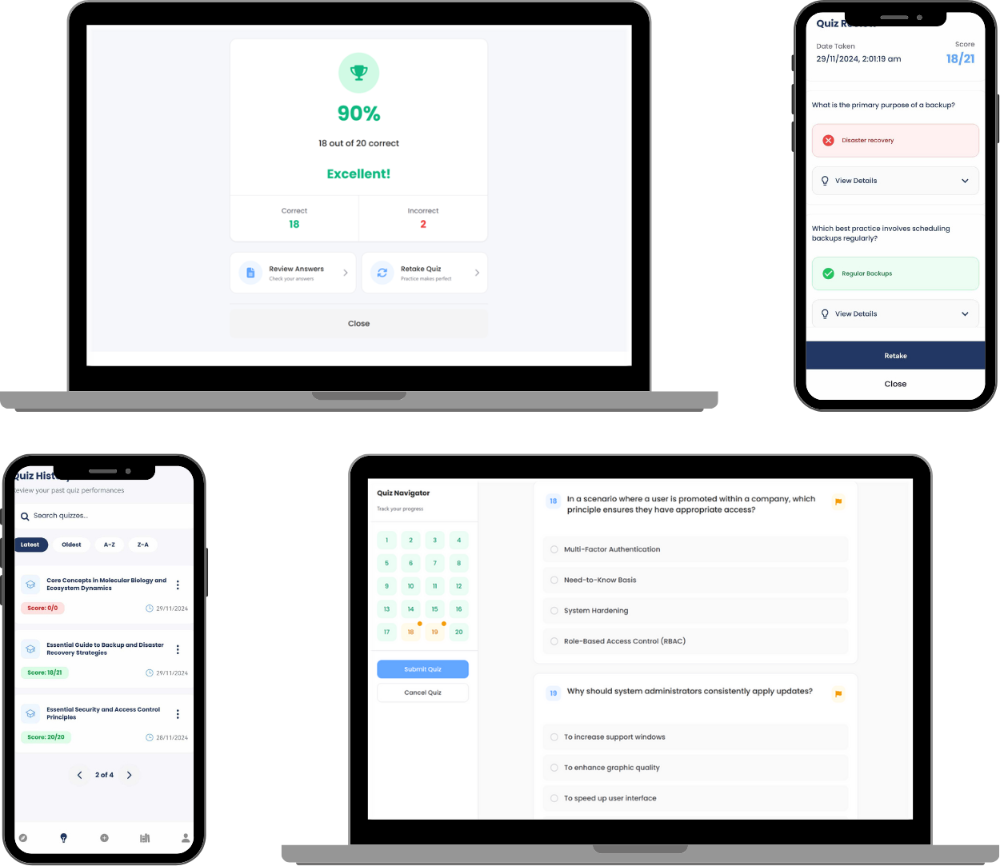 90%
18 out of 20 correct
Excellent!
Correct
18
Incorrect
2
Review Answers
Check your answers
Retake Quiz
Practice makes perfect
Close
Quiz
Date Taken
29/11/2024, 2:01:19 am
Score
18/21
What is the primary purpose of a backup?
Disaster recovery
View Details
Which best practice involves scheduling
backups regularly?
Regular Backups
View Details
Retake
Close
Quiz
Review your past quiz performances
Search quizzes...
Latest
Oldest
A-Z
Z-A
Core Concepts in Molecular Biology and
Ecosystem Dynamics
Score: 0/0
29/11/2024
Essential Guide to Backup and Disaster
Recovery Strategies
Score: 18/21
29/11/2024
Essential Security and Access Control
Principles
Score: 20/20
28/11/2024
2 of 4
Quiz Navigator
Track your progress
1 2 3 4
5 6 7 8
9 10 11 12
13 14 15 16
17 18 19 20
Submit Quiz
Cancel Quiz
18 In a scenario where a user is promoted within a company, which
principle ensures they have appropriate access?
Multi-Factor Authentication
Need-to-Know Basis
System Hardening
Role-Based Access Control (RBAC)
19 Why should system administrators consistently apply updates?
To increase support windows
To enhance graphic quality
To speed up user interface